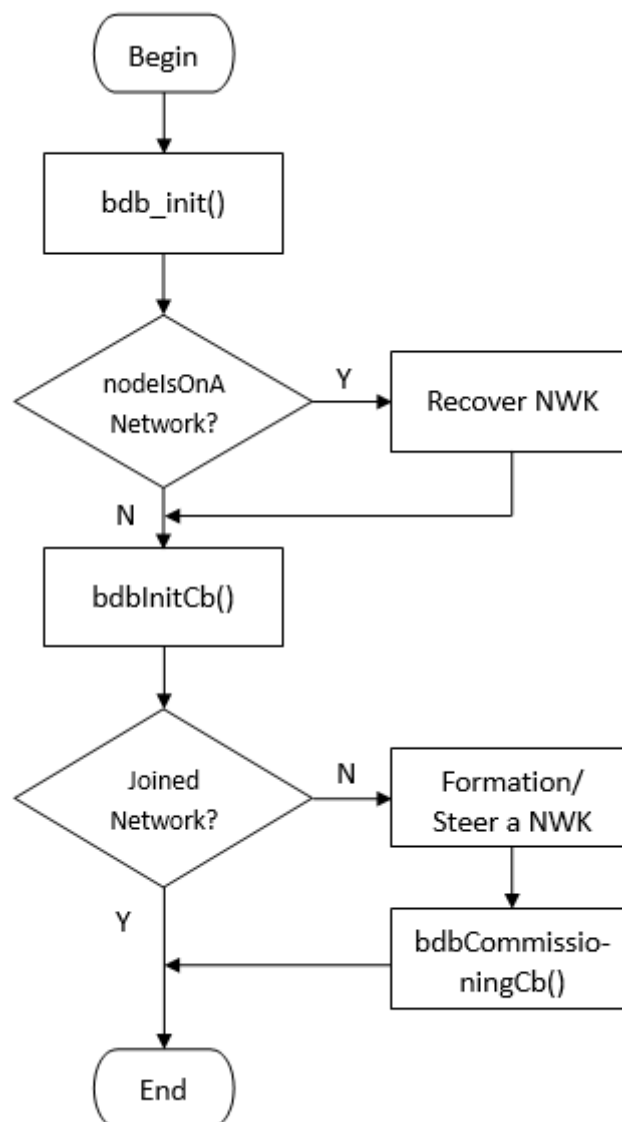 Begin
bdb_init()
nodeIsOnA
Network?
Y
Recover NWK
N
bdbInitCb()
Joined
Network?
N
Formation/
Steer a NWK
Y
bdbCommissio-
ningCb()
End